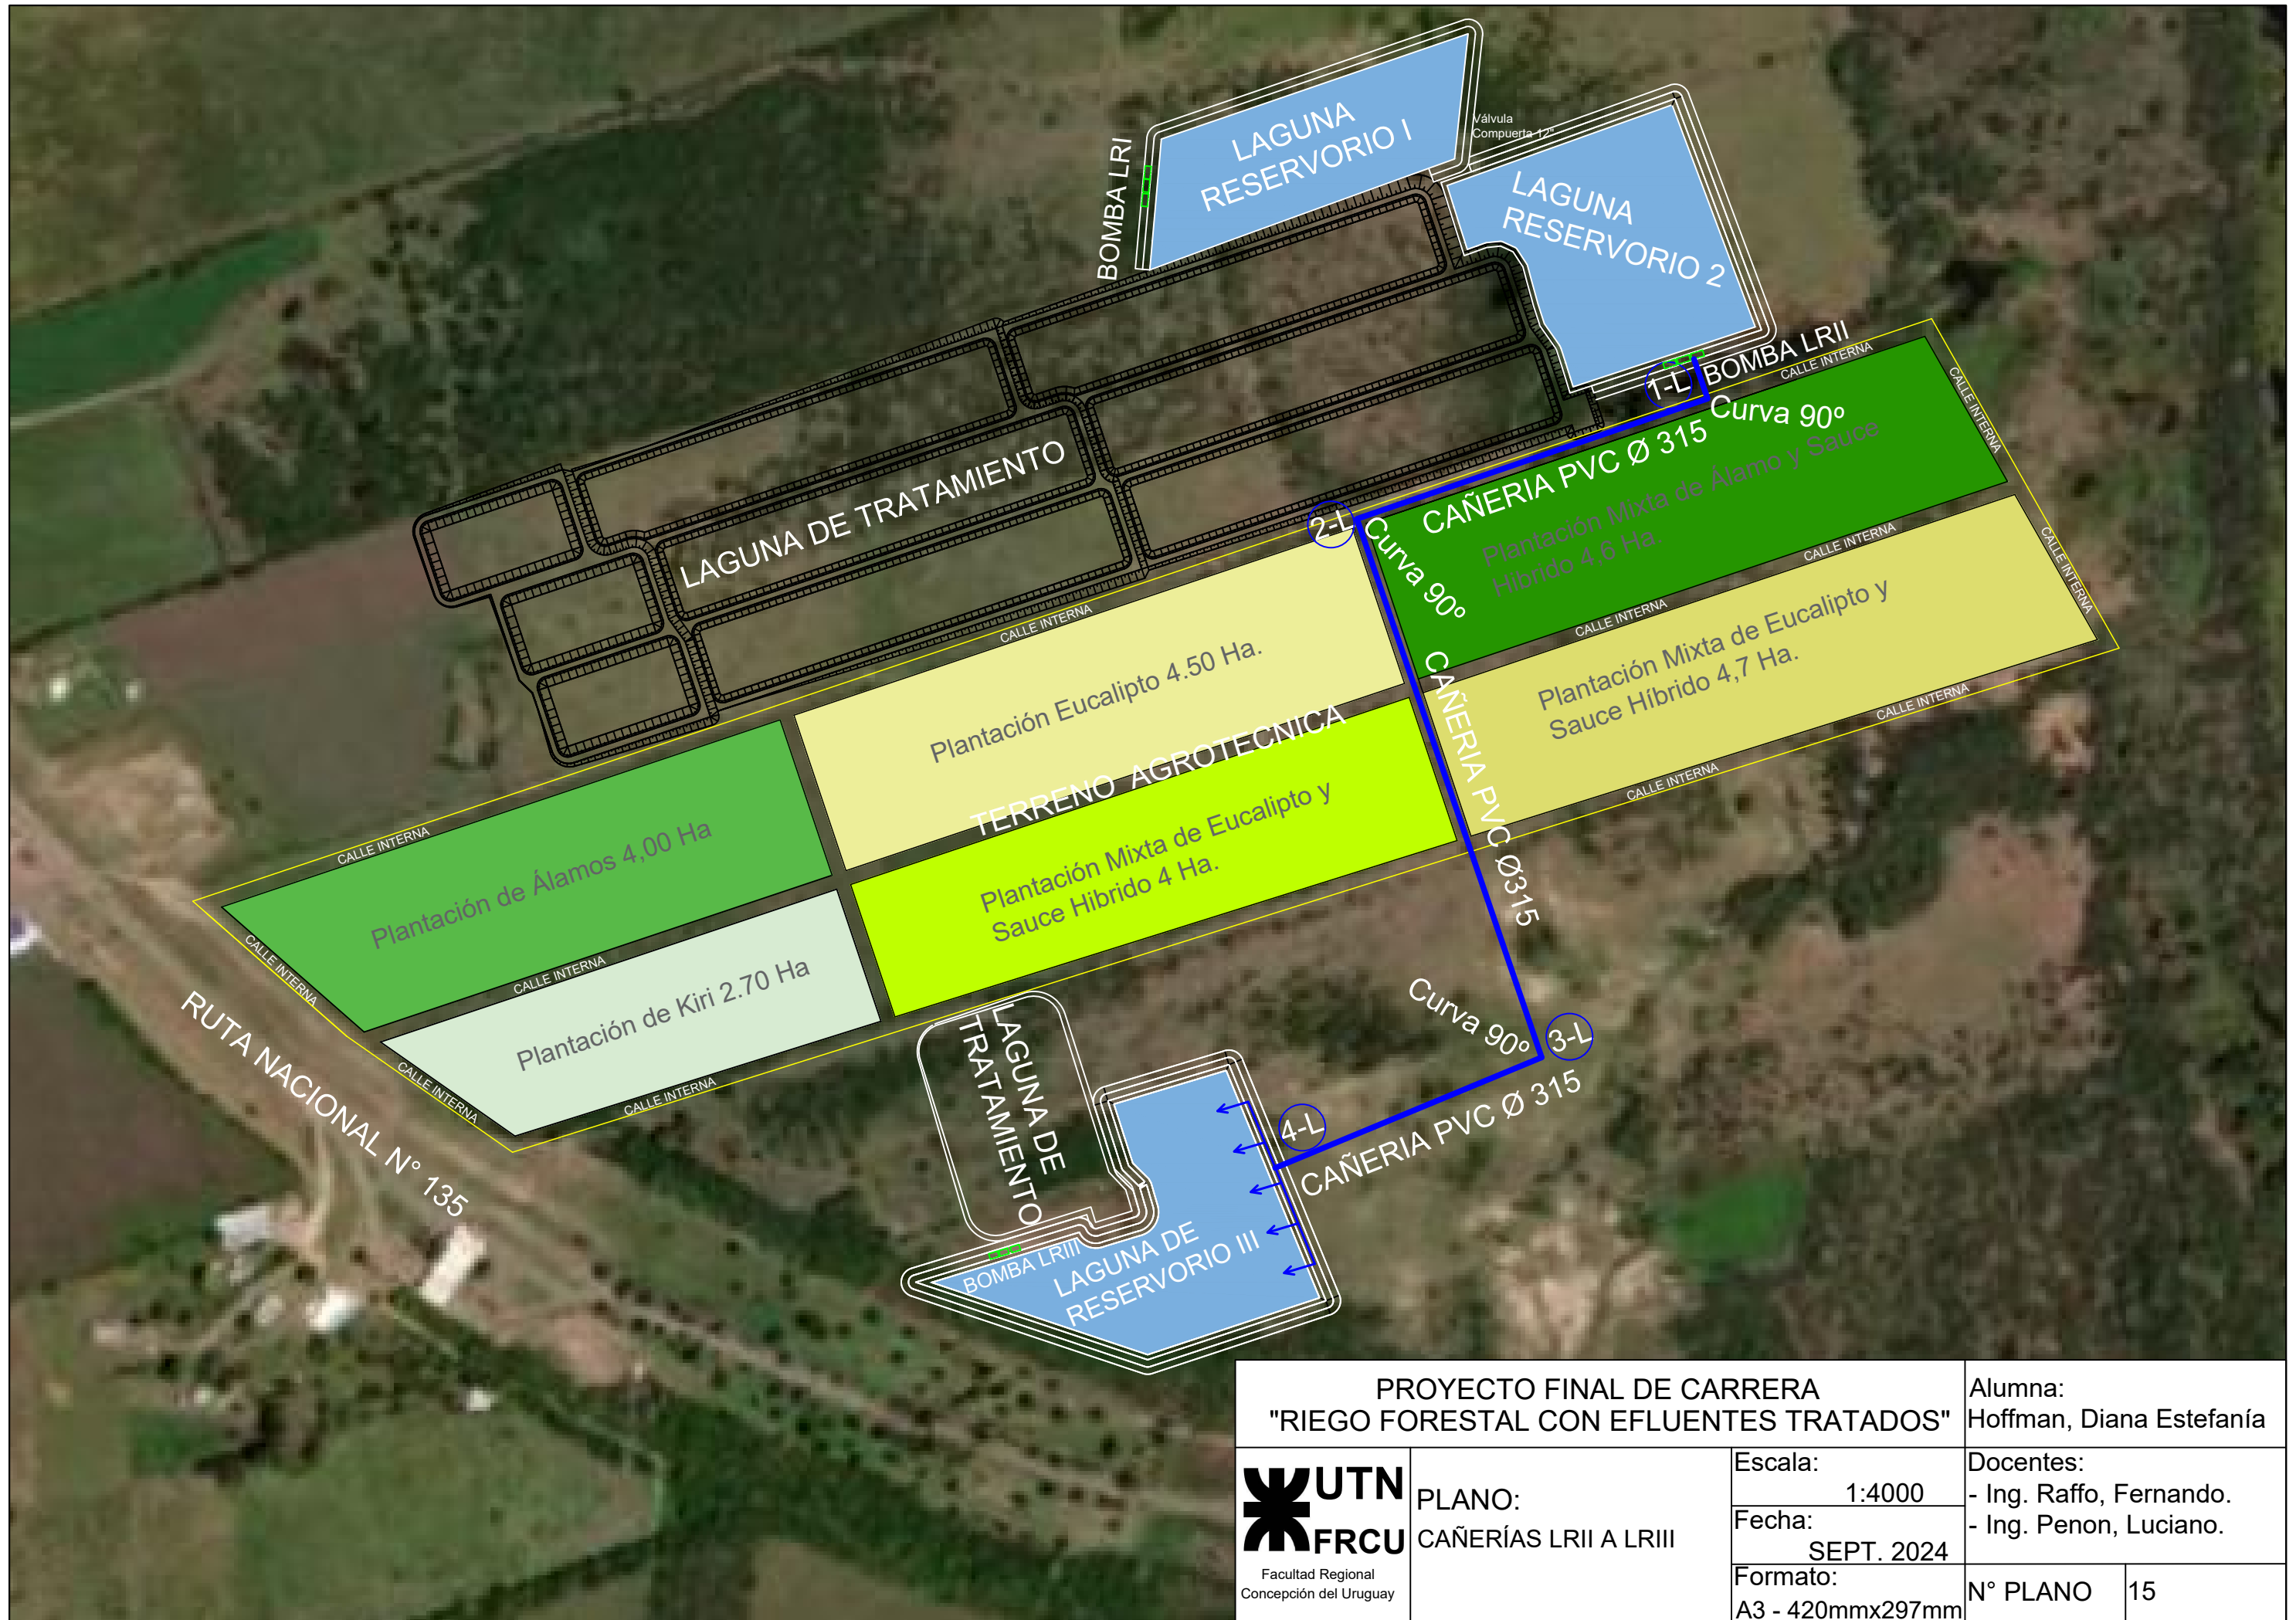 LAGUNA
RESERVORIO I
Válvula
Compuerta 12"
BOMBA LRI
LAGUNA
RESERVORIO 2
BOMBA LRII
1-L
CALLE INTERNA
Curva 90º
CALLE INTERNA
CAÑERIA PVC Ø 315
Plantación Mixta de Álamo y Sauce
Hibrido 4,6 Ha.
2-L
Curva 90º
LAGUNA DE TRATAMIENTO
CALLE INTERNA
CALLE INTERNA
CALLE INTERNA
CALLE INTERNA
Plantación Mixta de Eucalipto y
Sauce Híbrido 4,7 Ha.
CALLE INTERNA
CALLE INTERNA
CAÑERIA PVC Ø315
Plantación Eucalipto 4.50 Ha.
TERRENO AGROTECNICA
Plantación Mixta de Eucalipto y
Sauce Hibrido 4 Ha.
CALLE INTERNA
Plantación de Álamos 4,00 Ha
CALLE INTERNA
CALLE INTERNA
Plantación de Kiri 2.70 Ha
CALLE INTERNA
CALLE INTERNA
RUTA NACIONAL N° 135
LAGUNA DE
TRATAMIENTO
Curva 90º
3-L
4-L
CAÑERIA PVC Ø 315
BOMBA LRIII
LAGUNA DE
RESERVORIO III
PROYECTO FINAL DE CARRERA
"RIEGO FORESTAL CON EFLUENTES TRATADOS"
Alumna:
Hoffman, Diana Estefanía
UTN
FRCU
Facultad Regional
Concepción del Uruguay
PLANO:
CAÑERÍAS LRII A LRIII
Escala:
1:4000
Fecha:
SEPT. 2024
Formato:
A3 - 420mmx297mm
Docentes:
- Ing. Raffo, Fernando.
- Ing. Penon, Luciano.
N° PLANO
15